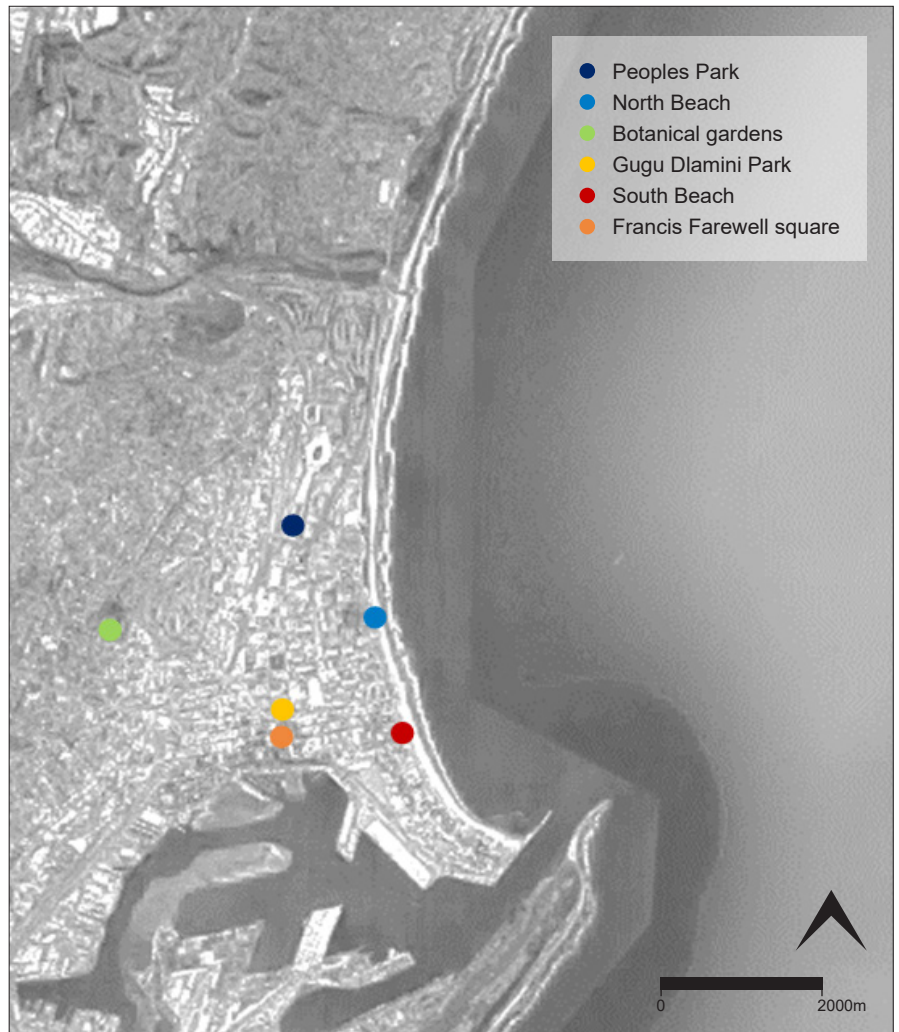 Peoples Park
North Beach
Botanical gardens
Gugu Dlamini Park
South Beach
Francis Farewell square
0
2000m